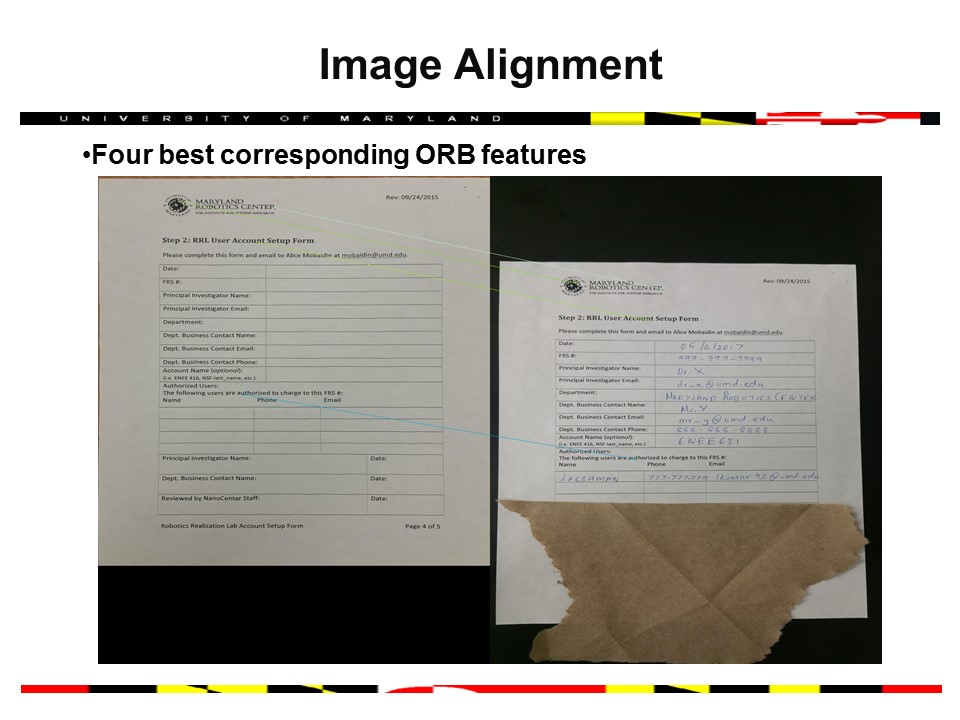 Image Alignment
UNIVERSITY OF MARYLAND
•Four best corresponding ORB features
MARYLAND
ROBOTICS CENTER
THE INSTITUTE FOR SYSTEMS RESEARCH
Rev: 09/24/2015
Step 2: RRL User Account Setup Form
Please complete this form and email to Alice Mobaidin at mobaidin@umd.edu.
Date:
FRS #:
Principal Investigator Name:
Principal Investigator Email:
Department:
Dept. Business Contact Name:
Dept. Business Contact Email:
Dept. Business Contact Phone:
Account Name (optional):
(i.e. ENEE 416, NSF-last_name, etc.)
Authorized Users:
The following users are authorized to charge to this FRS #:
Name Phone Email
Principal Investigator Name: Date:
Dept. Business Contact Name: Date:
Reviewed by NanoCenter Staff: Date:
Robotics Realization Lab Account Setup Form Page 4 of 5
MARYLAND
ROBOTICS CENTER
THE INSTITUTE FOR SYSTEMS RESEARCH
Rev: 09/24/2015
Step 2: RRL User Account Setup Form
Please complete this form and email to Alice Mobaidin at mobaidin@umd.edu.
Date: /2/2017
FRS #: 999-999-9999
Principal Investigator Name: Dr. X
Principal Investigator Email: dr_x@umd.edu
Department: MARYLAND ROBOTICS CENTER
Dept. Business Contact Name: Mr. Y
Dept. Business Contact Email: mr_y@umd.edu
Dept. Business Contact Phone: 888-888-8888
Account Name (optional): ENEE631
(i.e. ENEE 416, NSF-last_name, etc.)
Authorized Users:
The following users are authorized to charge to this FRS #:
Name Phone Email
LAKSHMAN 777-777-777 lkumar93@umd.edu